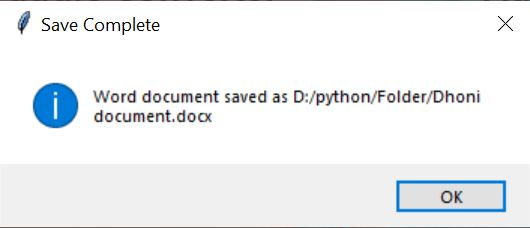 Save Complete
Word document saved as D:/python/Folder/Dhoni
document.docx
OK